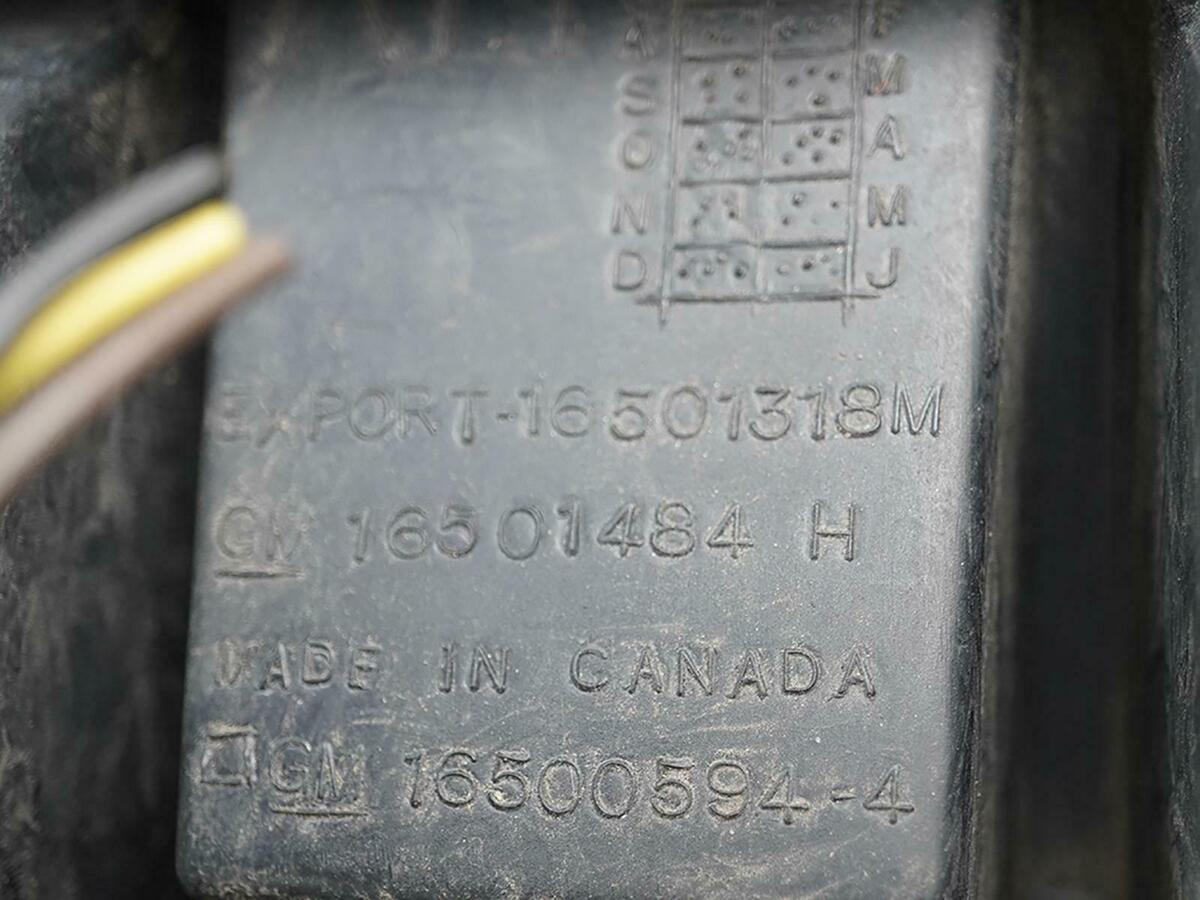 A F
S M
O A
N M
D J
EXPORT-16501318M
GM 16501484 H
MADE IN CANADA
GM 16500594-4